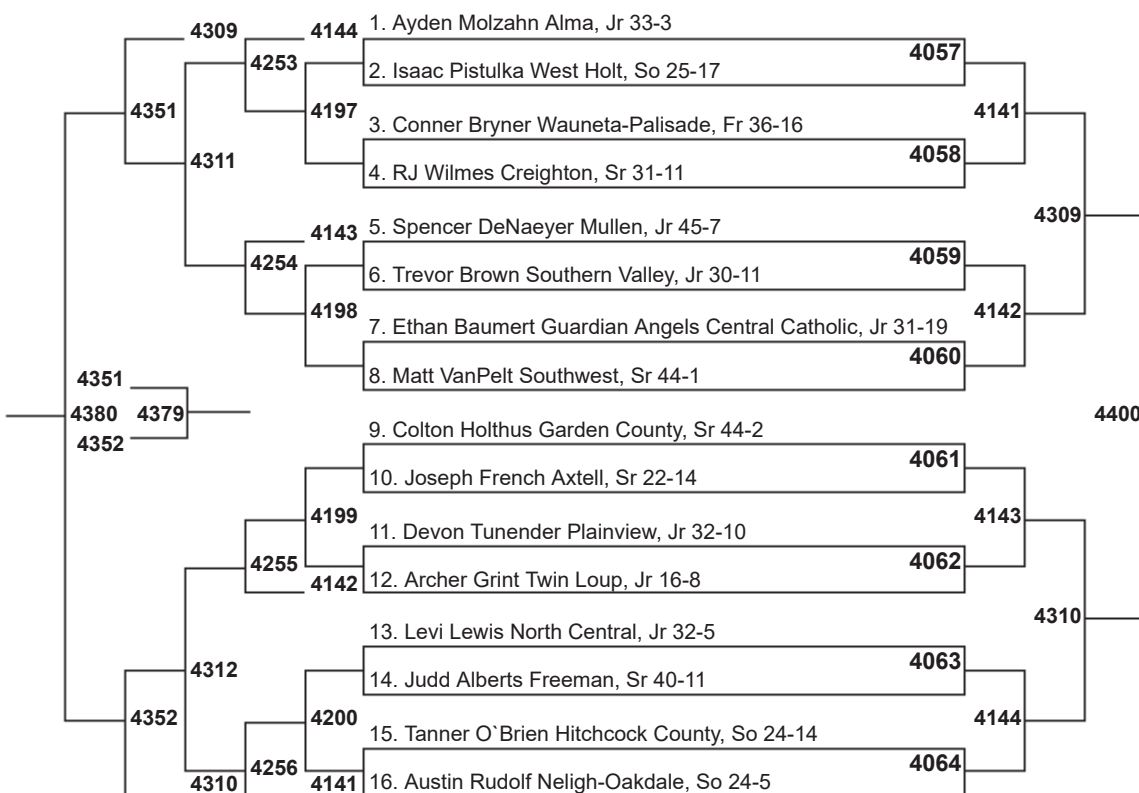 4309 4144 1. Ayden Molzahn Alma, Jr 33-3
4253 4057
2. Isaac Pistulka West Holt, So 25-17
4351 4197 4141
3. Conner Bryner Wauneta-Palisade, Fr 36-16
4311 4058
4. RJ Wilmes Creighton, Sr 31-11
4309
4143 5. Spencer DeNaeyer Mullen, Jr 45-7
4254 4059
6. Trevor Brown Southern Valley, Jr 30-11
4198 4142
7. Ethan Baumert Guardian Angels Central Catholic, Jr 31-19
4060
8. Matt VanPelt Southwest, Sr 44-1
4351
4380 4379 4400
4352
9. Colton Holthus Garden County, Sr 44-2
4061
10. Joseph French Axtell, Sr 22-14
4199 4143
11. Devon Tunender Plainview, Jr 32-10
4255 4062
4142 12. Archer Grint Twin Loup, Jr 16-8
4310
13. Levi Lewis North Central, Jr 32-5
4312 4063
14. Judd Alberts Freeman, Sr 40-11
4352 4200 4144
15. Tanner O`Brien Hitchcock County, So 24-14
4256 4064
4310 4141 16. Austin Rudolf Neligh-Oakdale, So 24-5